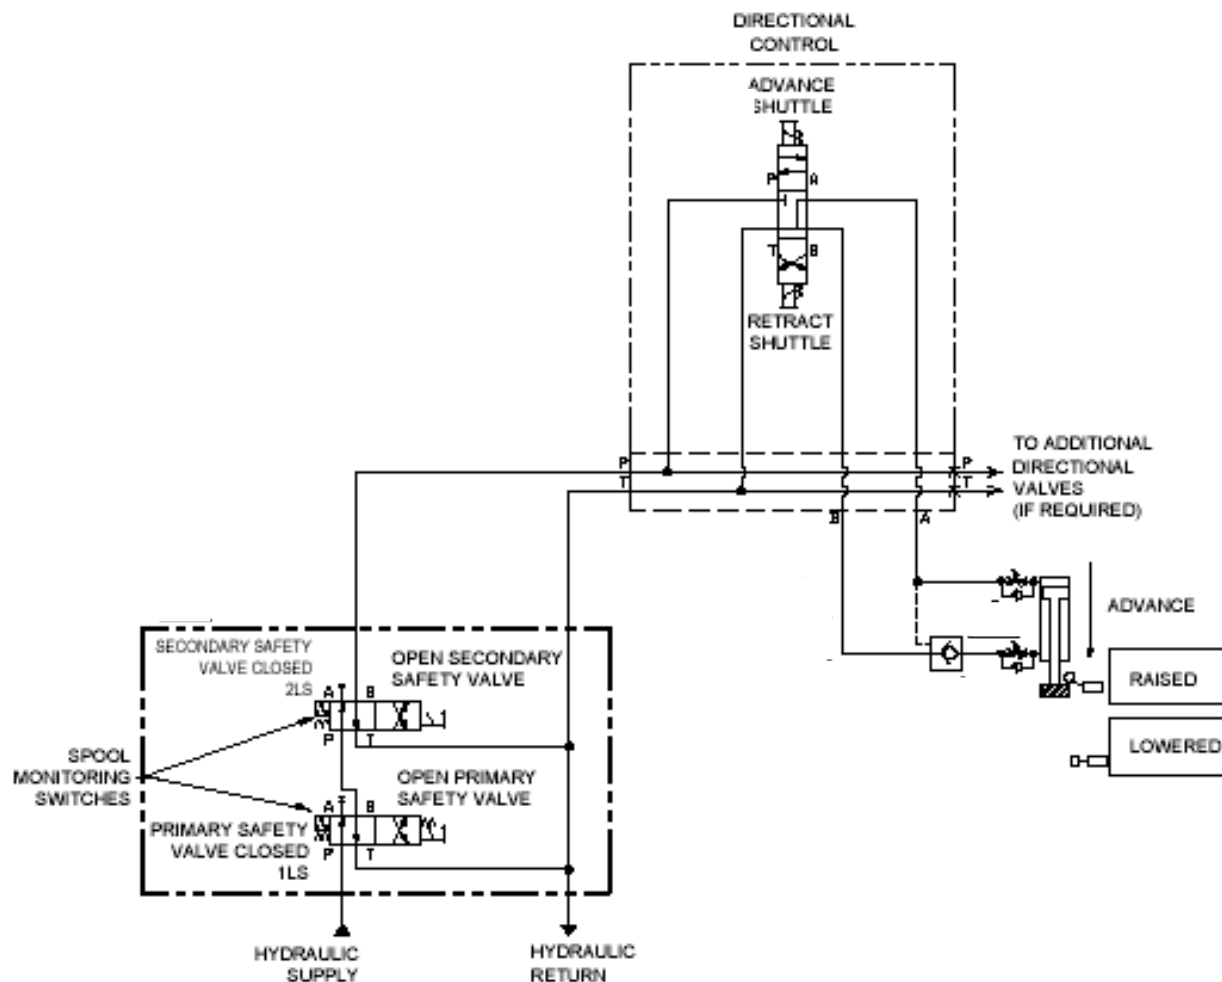 DIRECTIONAL
CONTROL
ADVANCE
SHUTTLE
P A
T B
RETRACT
SHUTTLE
P P
T T
TO ADDITIONAL
DIRECTIONAL
VALVES
(IF REQUIRED)
B A
ADVANCE
RAISED
LOWERED
SECONDARY SAFETY
VALVE CLOSED
2LS
OPEN SECONDARY
SAFETY VALVE
A B
P T
SPOOL
MONITORING
SWITCHES
OPEN PRIMARY
SAFETY VALVE
A B
PRIMARY SAFETY
VALVE CLOSED
1LS
P T
HYDRAULIC
SUPPLY
HYDRAULIC
RETURN